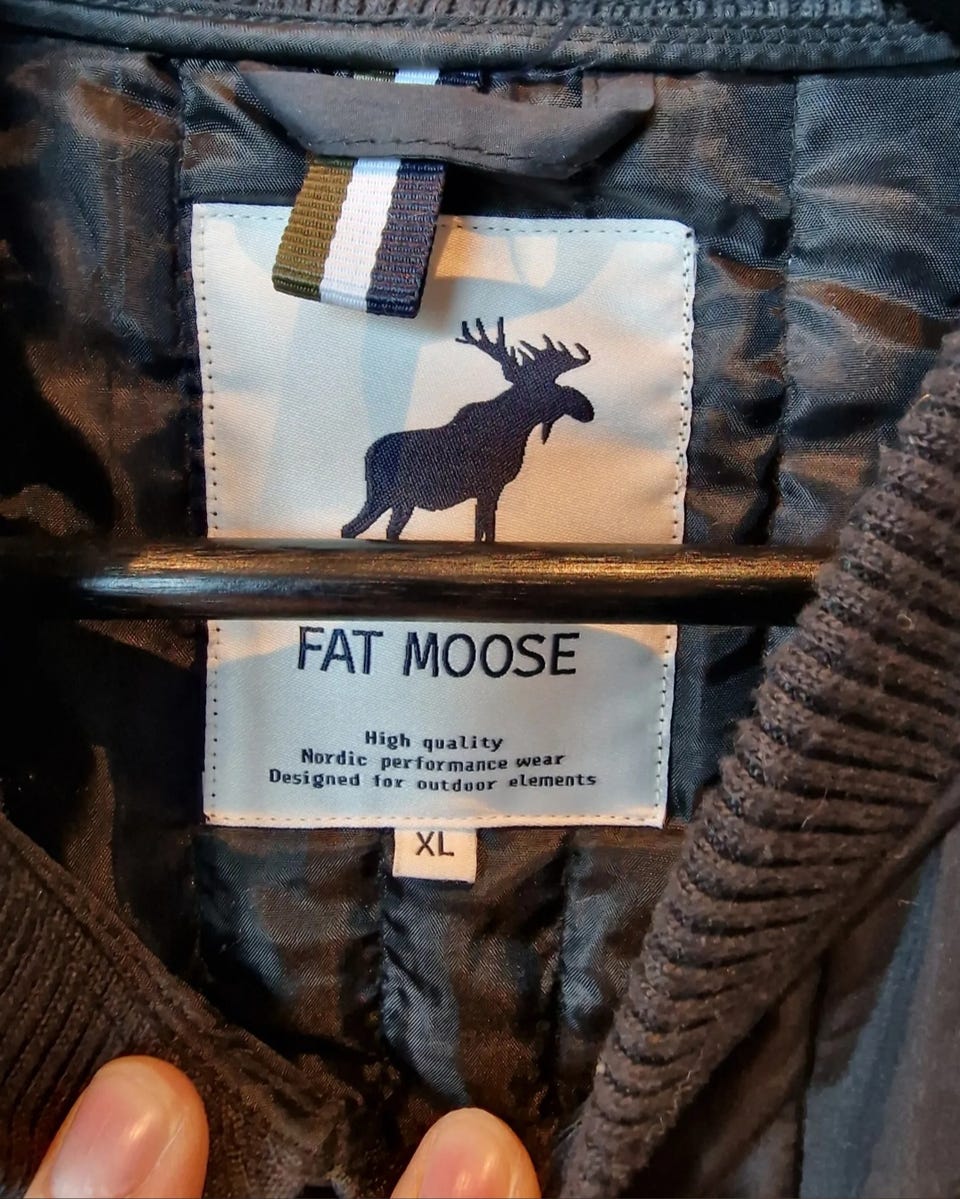 FAT MOOSE
High quality
Nordic performance wear
Designed for outdoor elements
XL